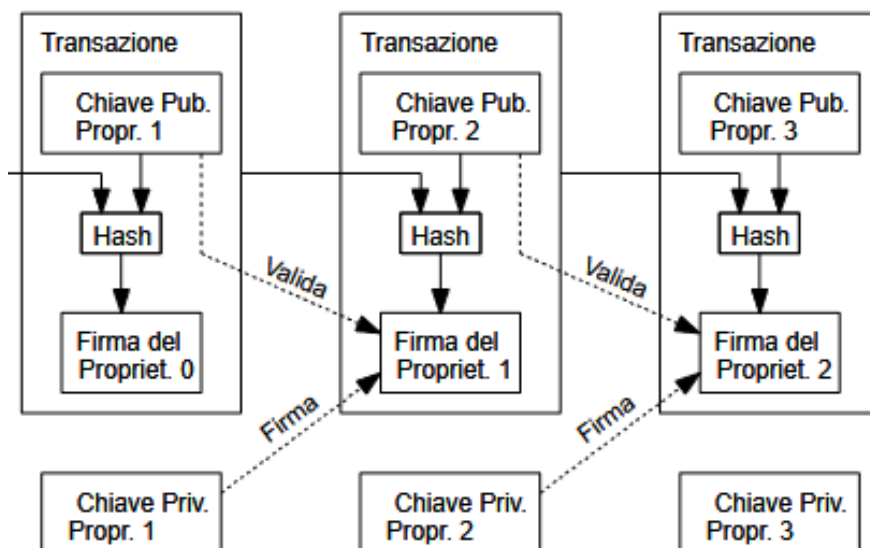 Transazione
Chiave Pub.
Propr. 1
Hash
Firma del
Propriet. 0
Transazione
Chiave Pub.
Propr. 2
Hash
Firma del
Propriet. 1
Transazione
Chiave Pub.
Propr. 3
Hash
Firma del
Propriet. 2
Valida
Valida
Firma
Firma
Chiave Priv.
Propr. 1
Chiave Priv.
Propr. 2
Chiave Priv.
Propr. 3